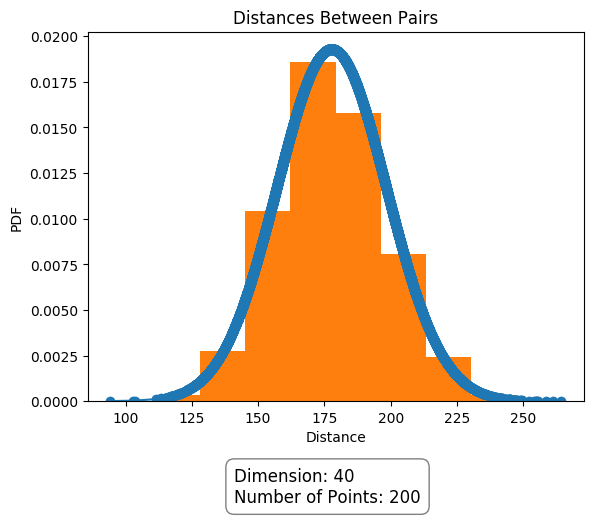 Distances Between Pairs
PDF
0.0200
0.0175
0.0150
0.0125
0.0100
0.0075
0.0050
0.0025
0.0000
100 125 150 175 200 225 250
Distance
Dimension: 40
Number of Points: 200